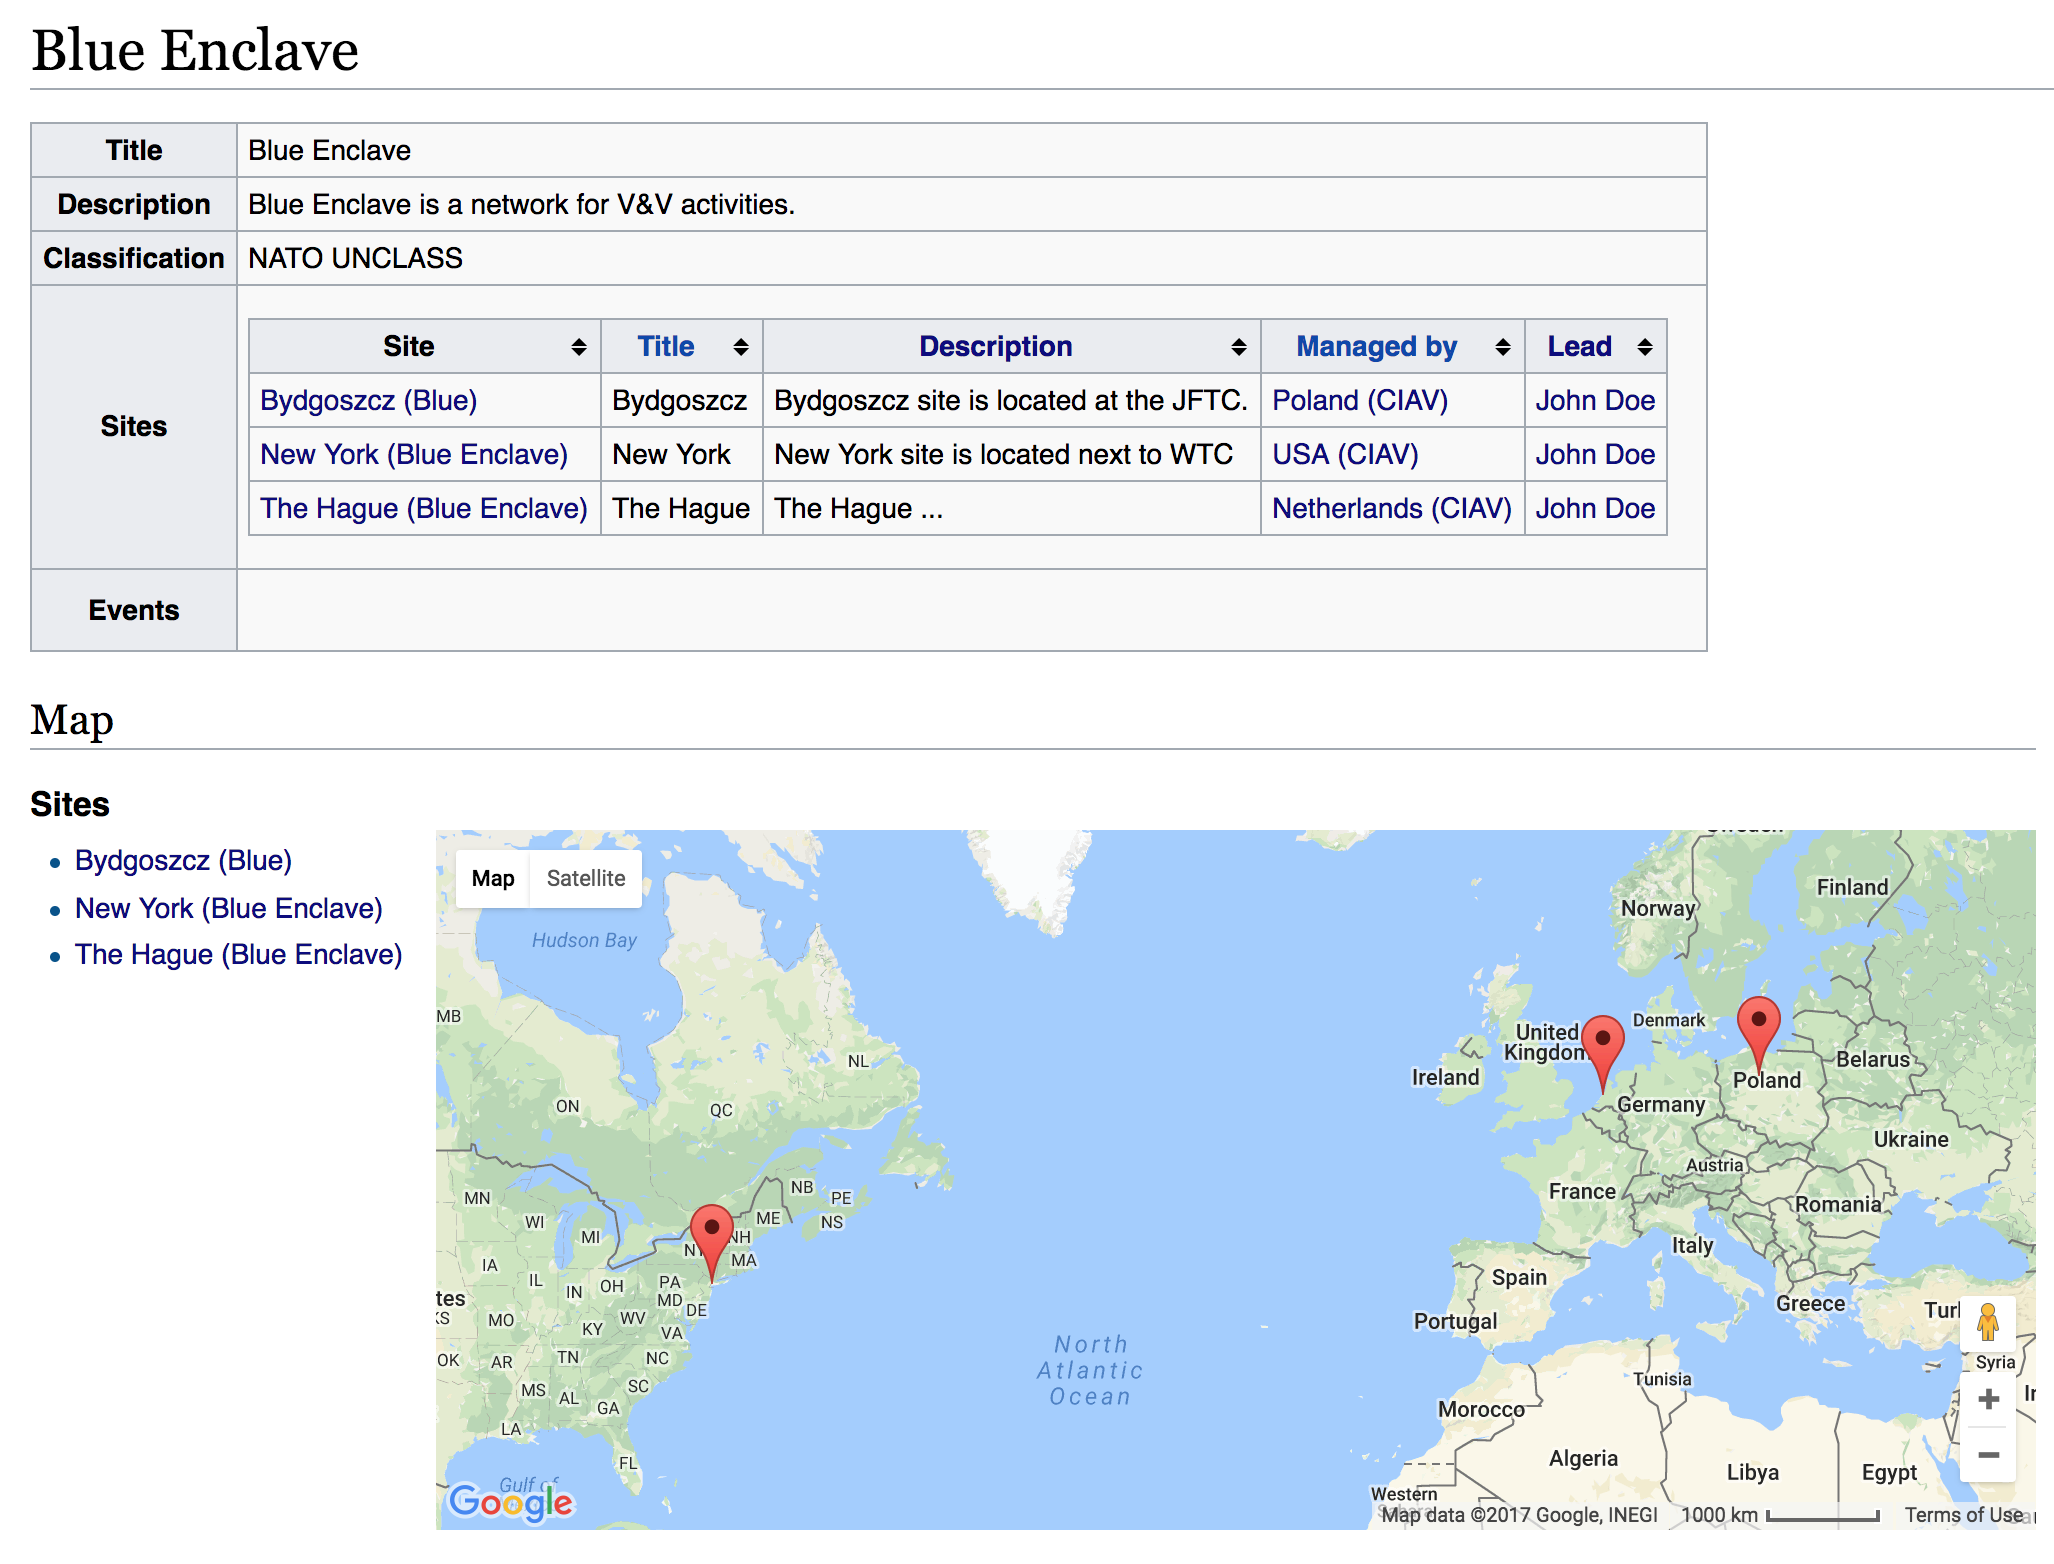 Blue Enclave
Title Blue Enclave
Description Blue Enclave is a network for V&V activities.
Classification NATO UNCLASS
Sites
Site Title Description Managed by Lead
Bydgoszcz (Blue) Bydgoszcz Bydgoszcz site is located at the JFTC. Poland (CIAV) John Doe
New York (Blue Enclave) New York New York site is located next to WTC USA (CIAV) John Doe
The Hague (Blue Enclave) The Hague The Hague ... Netherlands (CIAV) John Doe
Events
Map
Sites
Bydgoszcz (Blue)
New York (Blue Enclave)
The Hague (Blue Enclave)
Map Satellite
Finland
Norway
Hudson Bay
MB
United
Kingdom
Denmark
Belarus
Ireland
Poland
NL
ON
QC
Germany
Ukraine
Austria
France
Romania
NB
PE
MN
WI
ME
NS
MI
NH
MA
Italy
IA
IL
IN
OH
PA
MD
DE
Spain
Greece
Portugal
MO
KY
WV
VA
OK
AR
TN
NC
North
Atlantic
Ocean
Syria
Tunisia
MS
AL
SC
GA
Morocco
LA
FL
Algeria
Libya
Egypt
Gulf of
Google
Western
Sahara
Map data ©2017 Google, INEGI 1000 km Terms of Use